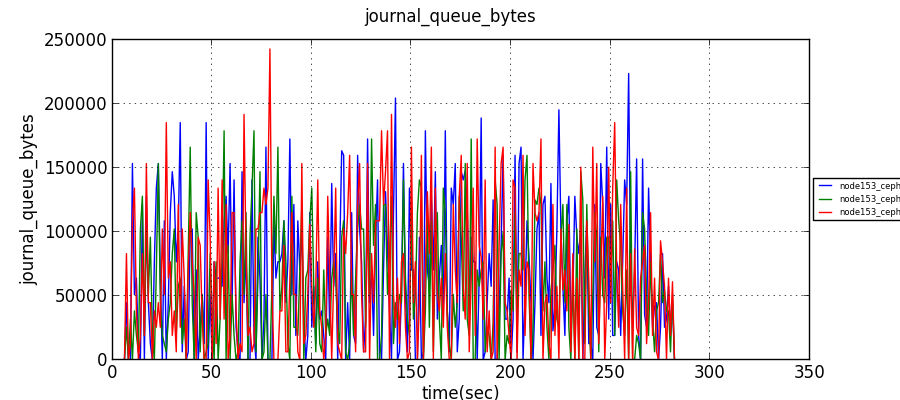 journal_queue_bytes
250000
200000
150000
100000
50000
0
journal_queue_bytes
0 50 100 150 200 250 300 350
time(sec)
node153_ceph
node153_ceph
node153_ceph